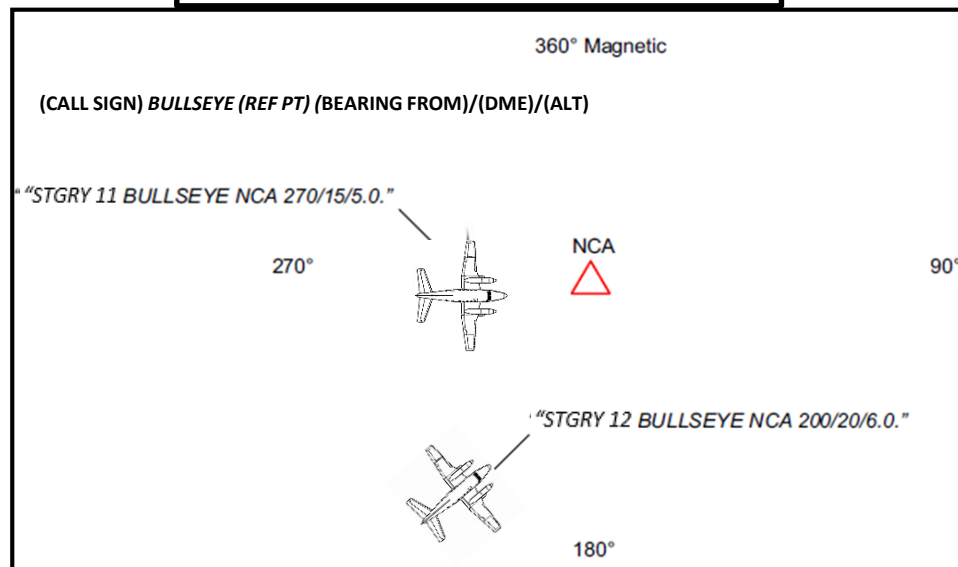 360° Magnetic
(CALL SIGN) BULLSEYE (REF PT) (BEARING FROM)/(DME)/(ALT)
“STGRY 11 BULLSEYE NCA 270/15/5.0.”
NCA
270°
90°
“STGRY 12 BULLSEYE NCA 200/20/6.0.”
180°